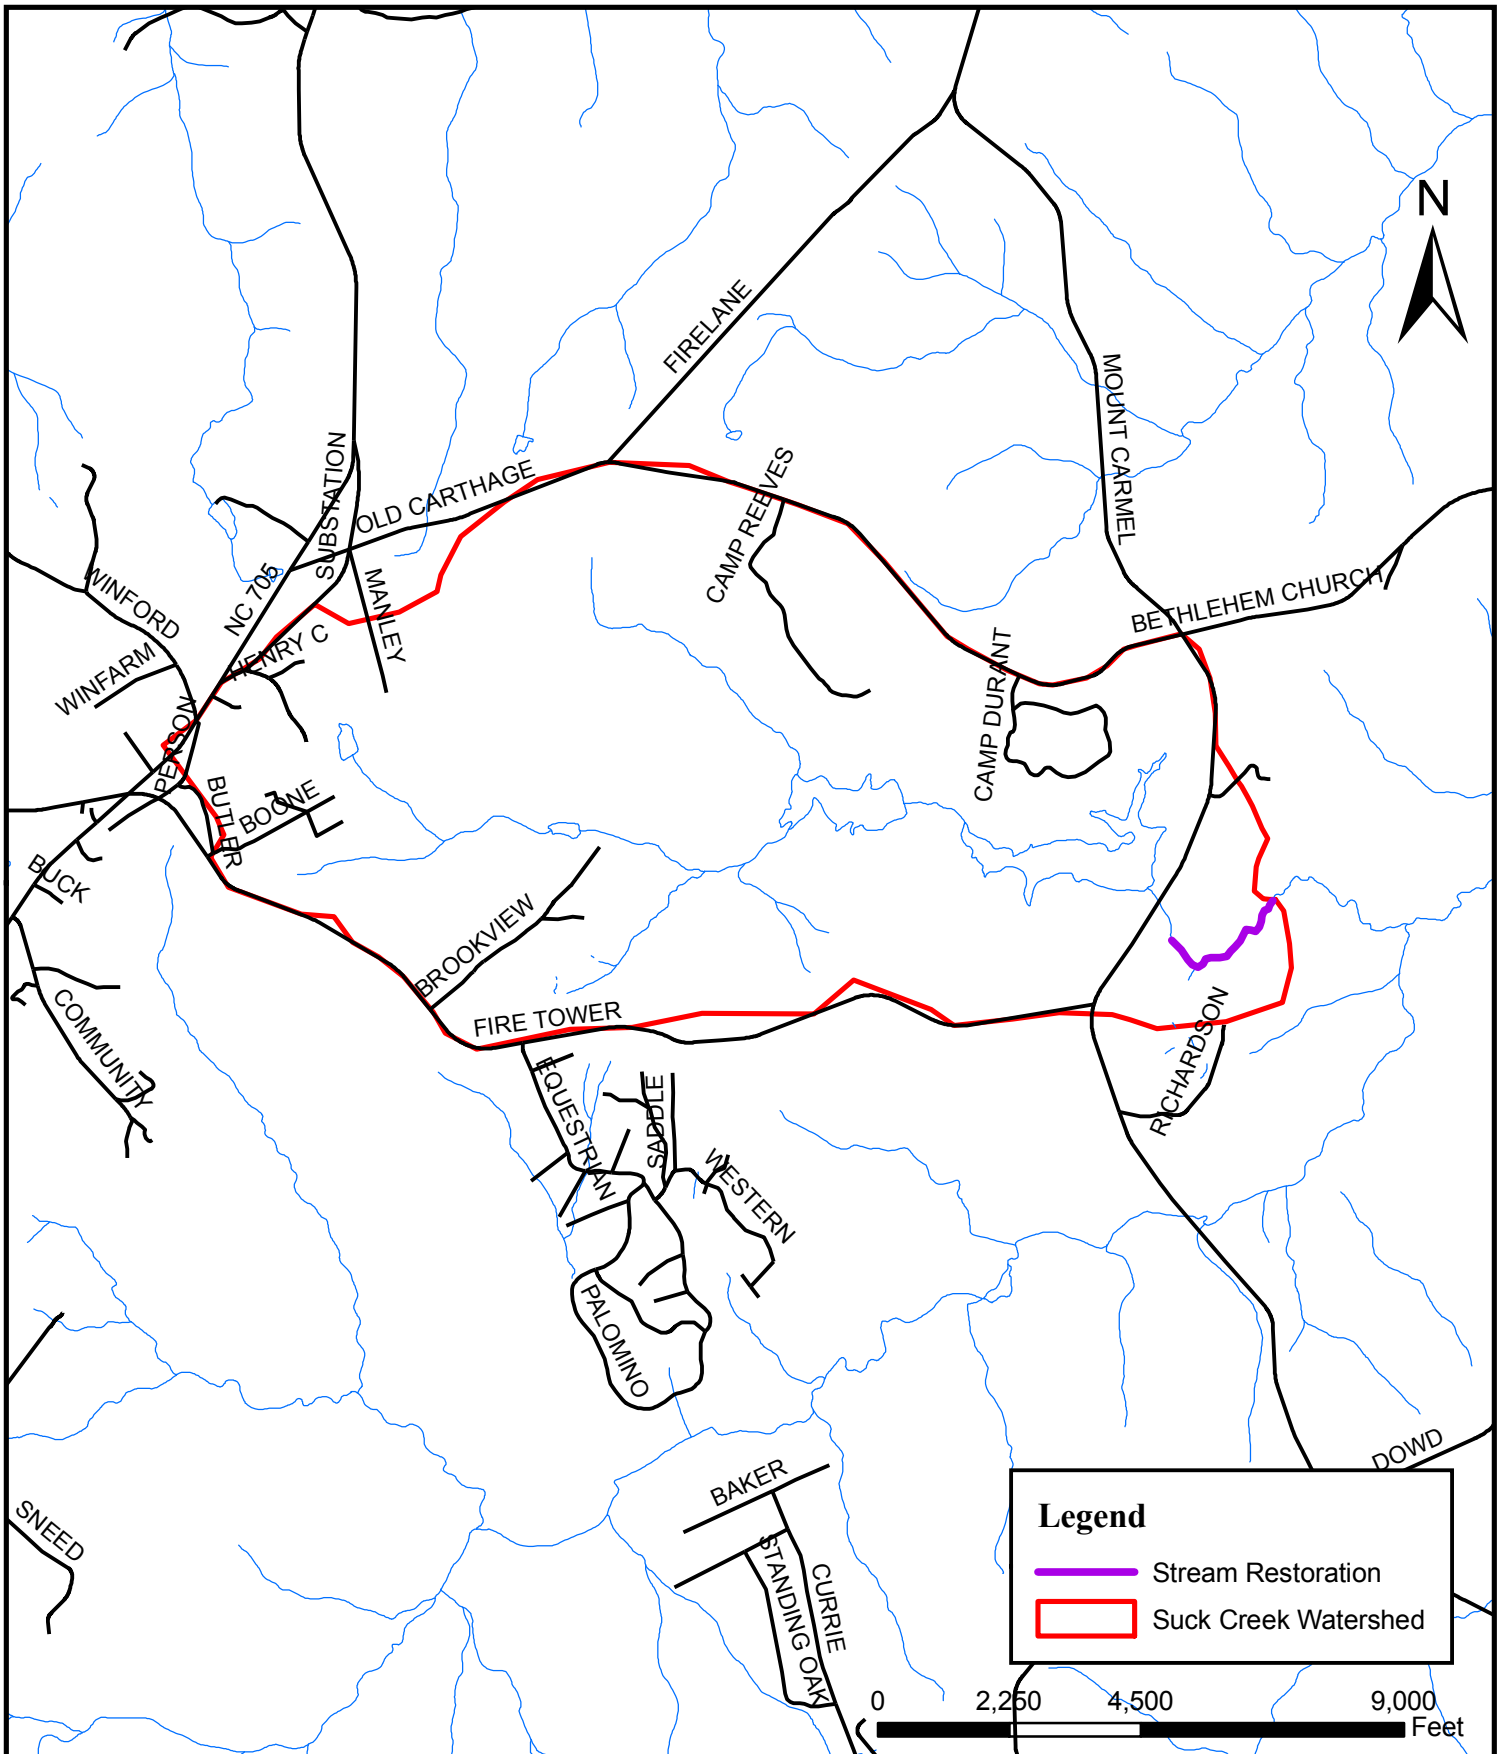 N
FIRELANE
MOUNT CARMEL
SUBSTATION
OLD CARTHAGE
CAMP REEVES
NC 705
MANLEY
WINFORD
BETHLEHEM CHURCH
HENRY C
WINFARM
CAMP DURANT
PERSON
BUTLER
BOONE
BUCK
BROOKVIEW
FIRE TOWER
COMMUNITY
RICHARDSON
EQUESTRIAN
SADDLE
WESTERN
PALOMINO
DOWD
BAKER
SNEED
STANDING OAK
CURRIE
Legend
Stream Restoration
Suck Creek Watershed
0 2,250 4,500 9,000
Feet